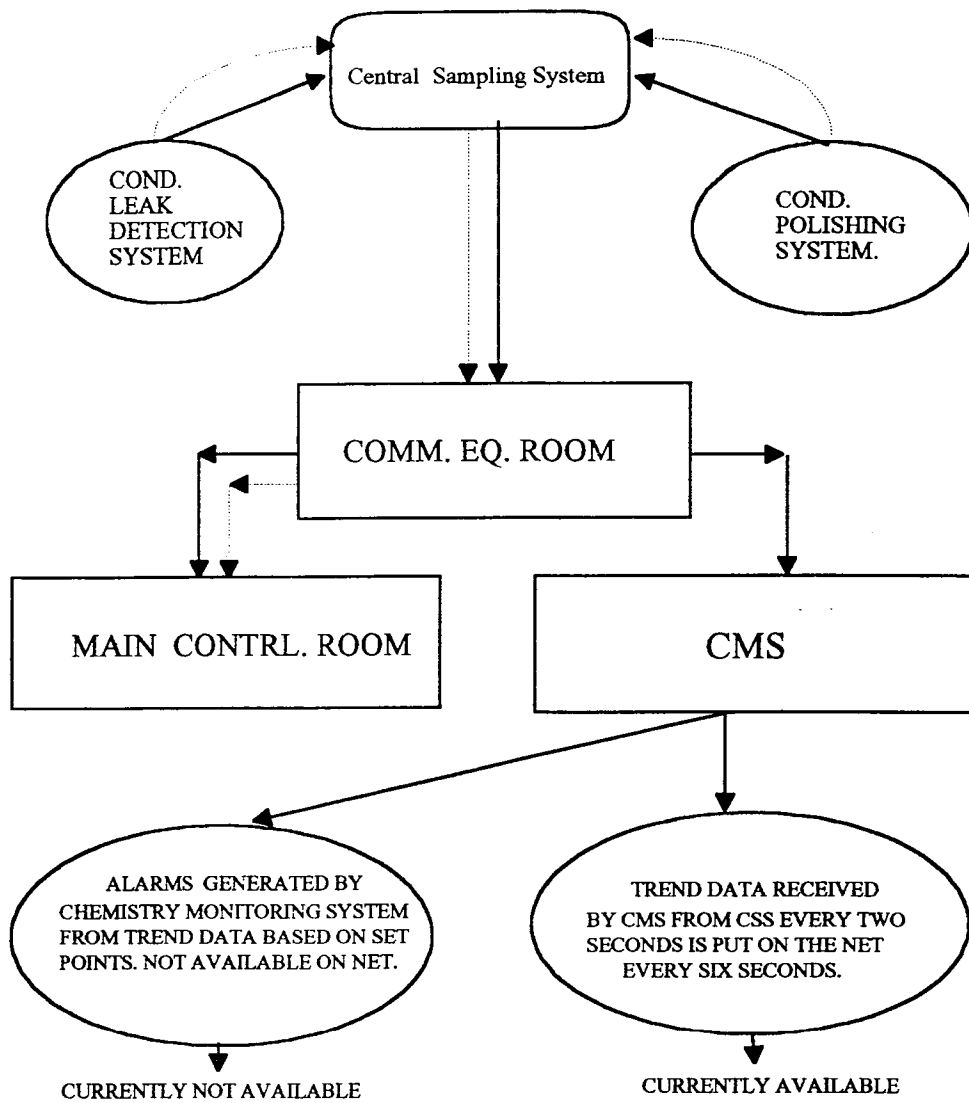 Central Sampling System
COND.
LEAK
DETECTION
SYSTEM
COND.
POLISHING
SYSTEM.
COMM. EQ. ROOM
MAIN CONTRL. ROOM
CMS
ALARMS GENERATED BY
CHEMISTRY MONITORING SYSTEM
FROM TREND DATA BASED ON SET
POINTS. NOT AVAILABLE ON NET.
TREND DATA RECEIVED
BY CMS FROM CSS EVERY TWO
SECONDS IS PUT ON THE NET
EVERY SIX SECONDS.
CURRENTLY NOT AVAILABLE
CURRENTLY AVAILABLE